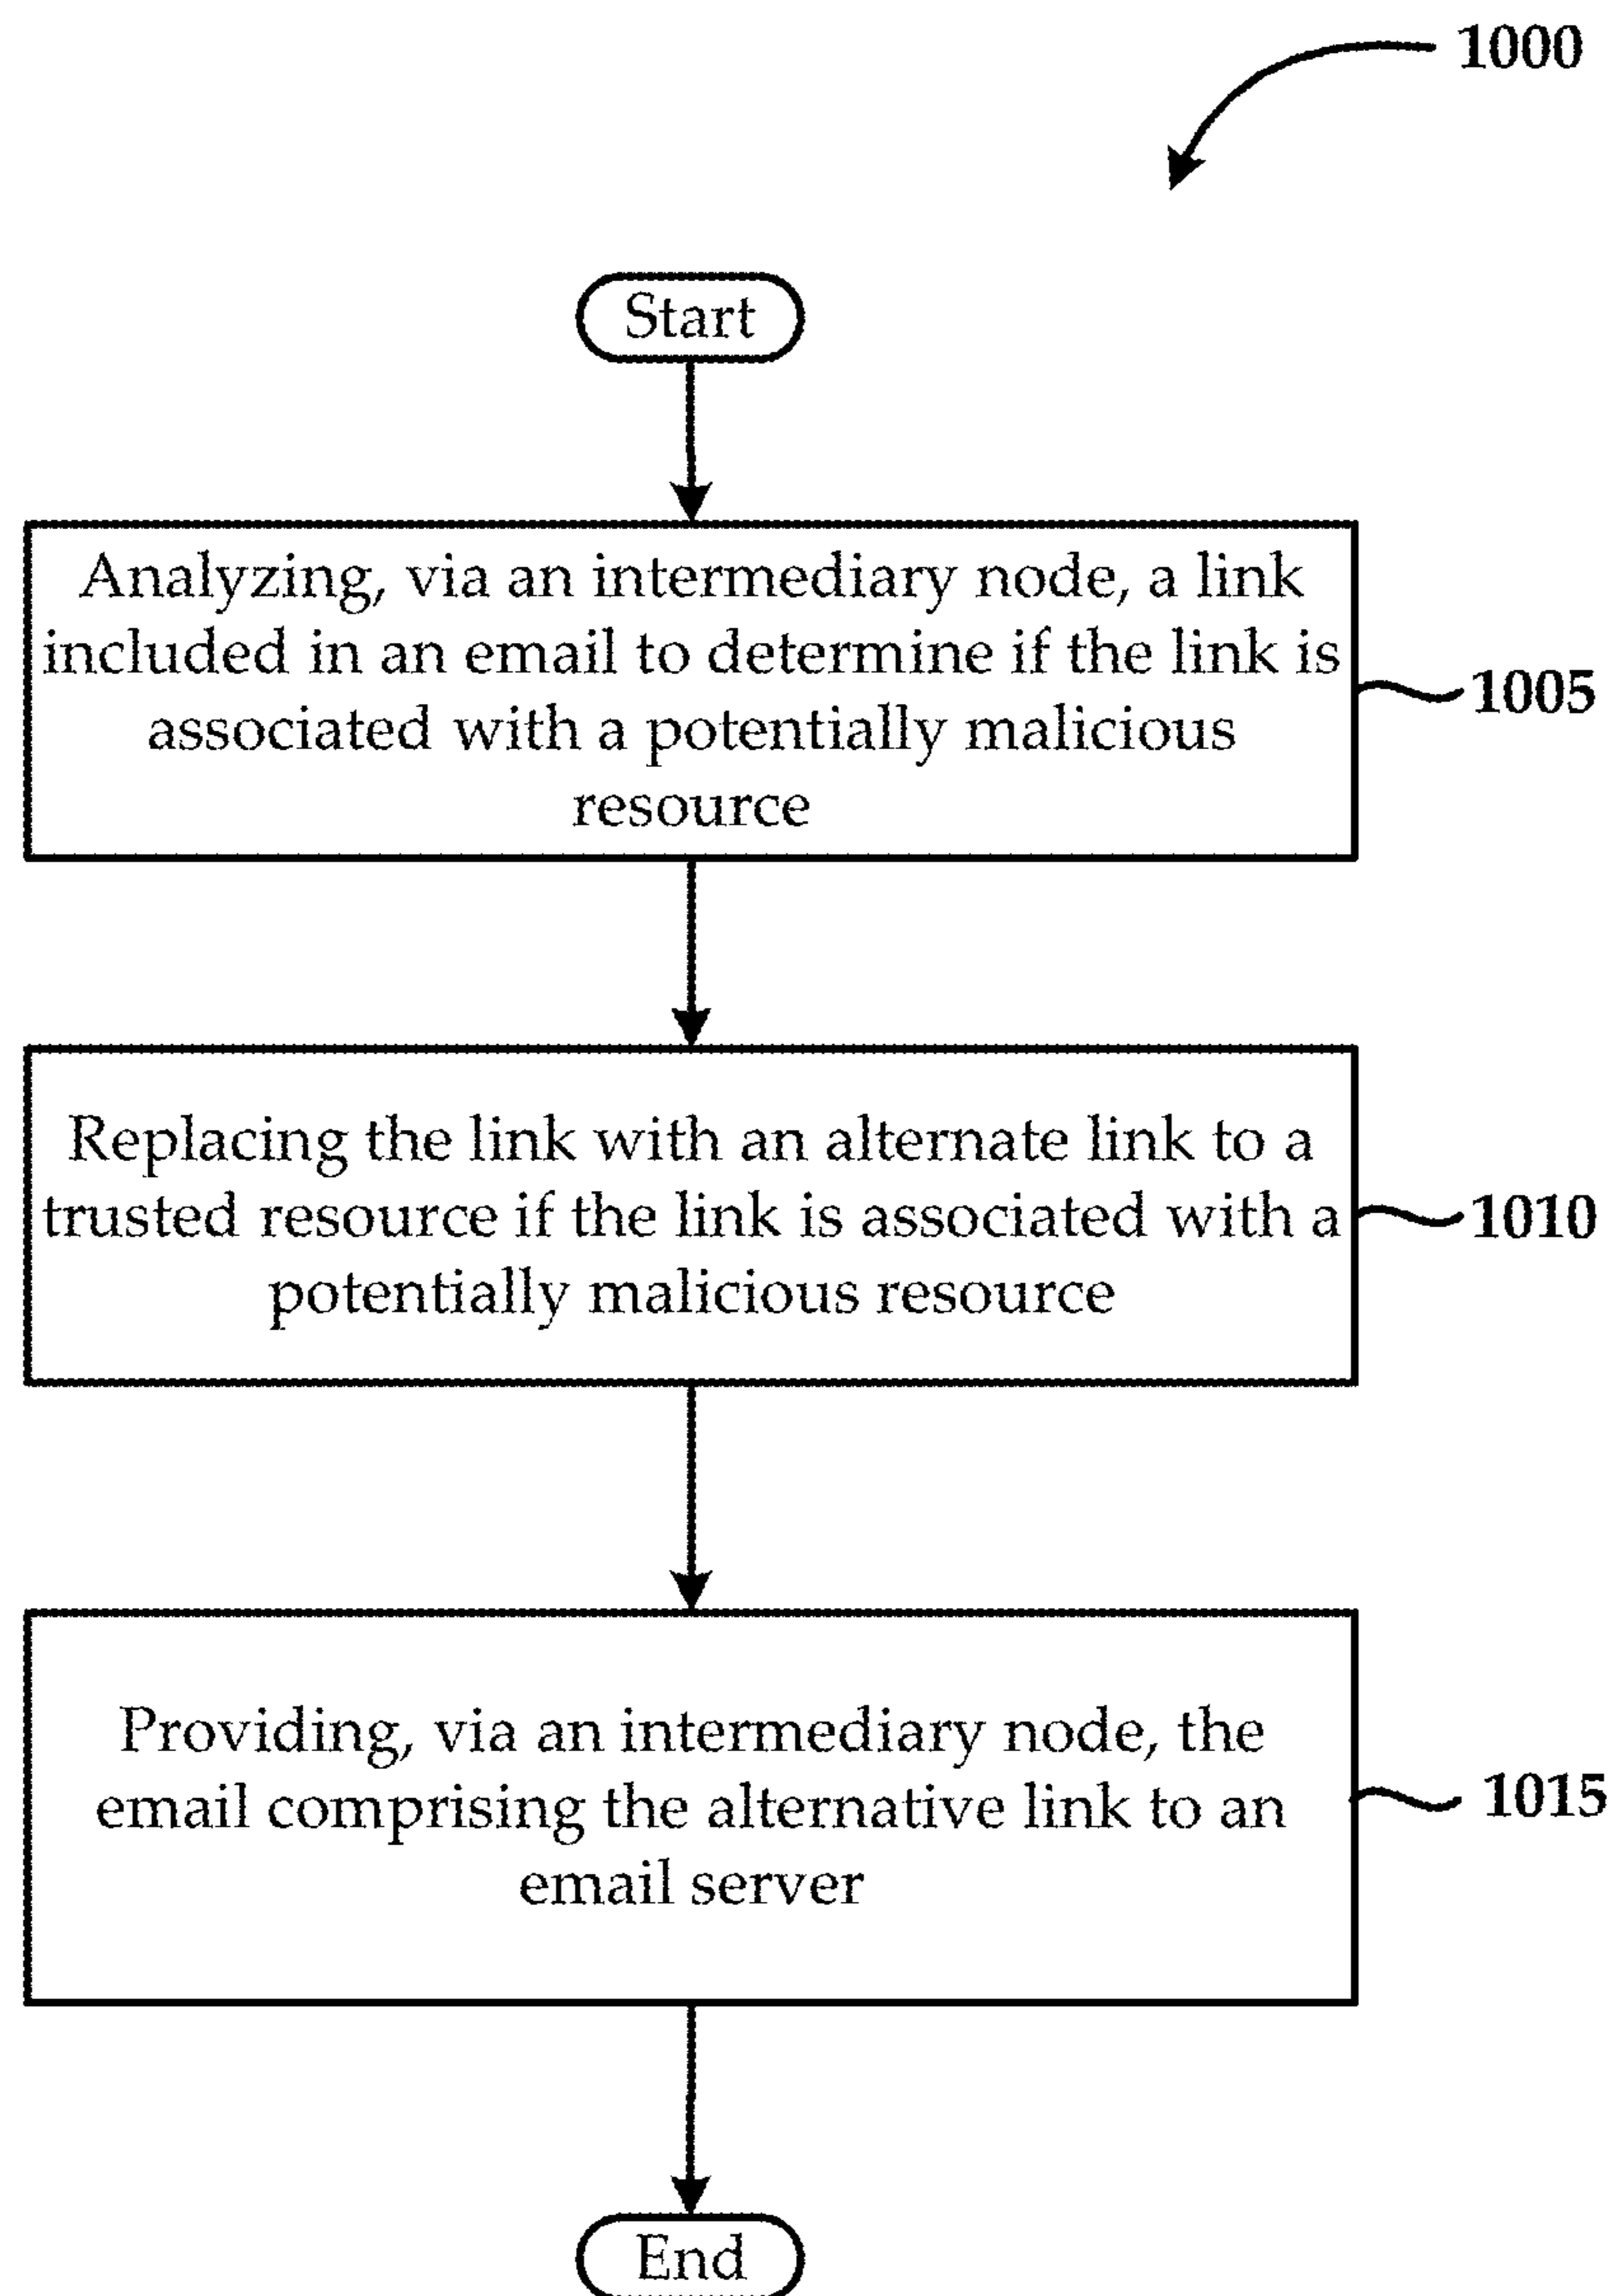 1000
Start
Analyzing, via an intermediary node, a link
included in an email to determine if the link is
associated with a potentially malicious
resource
1005
Replacing the link with an alternate link to a
trusted resource if the link is associated with a
potentially malicious resource
1010
Providing, via an intermediary node, the
email comprising the alternative link to an
email server
1015
End